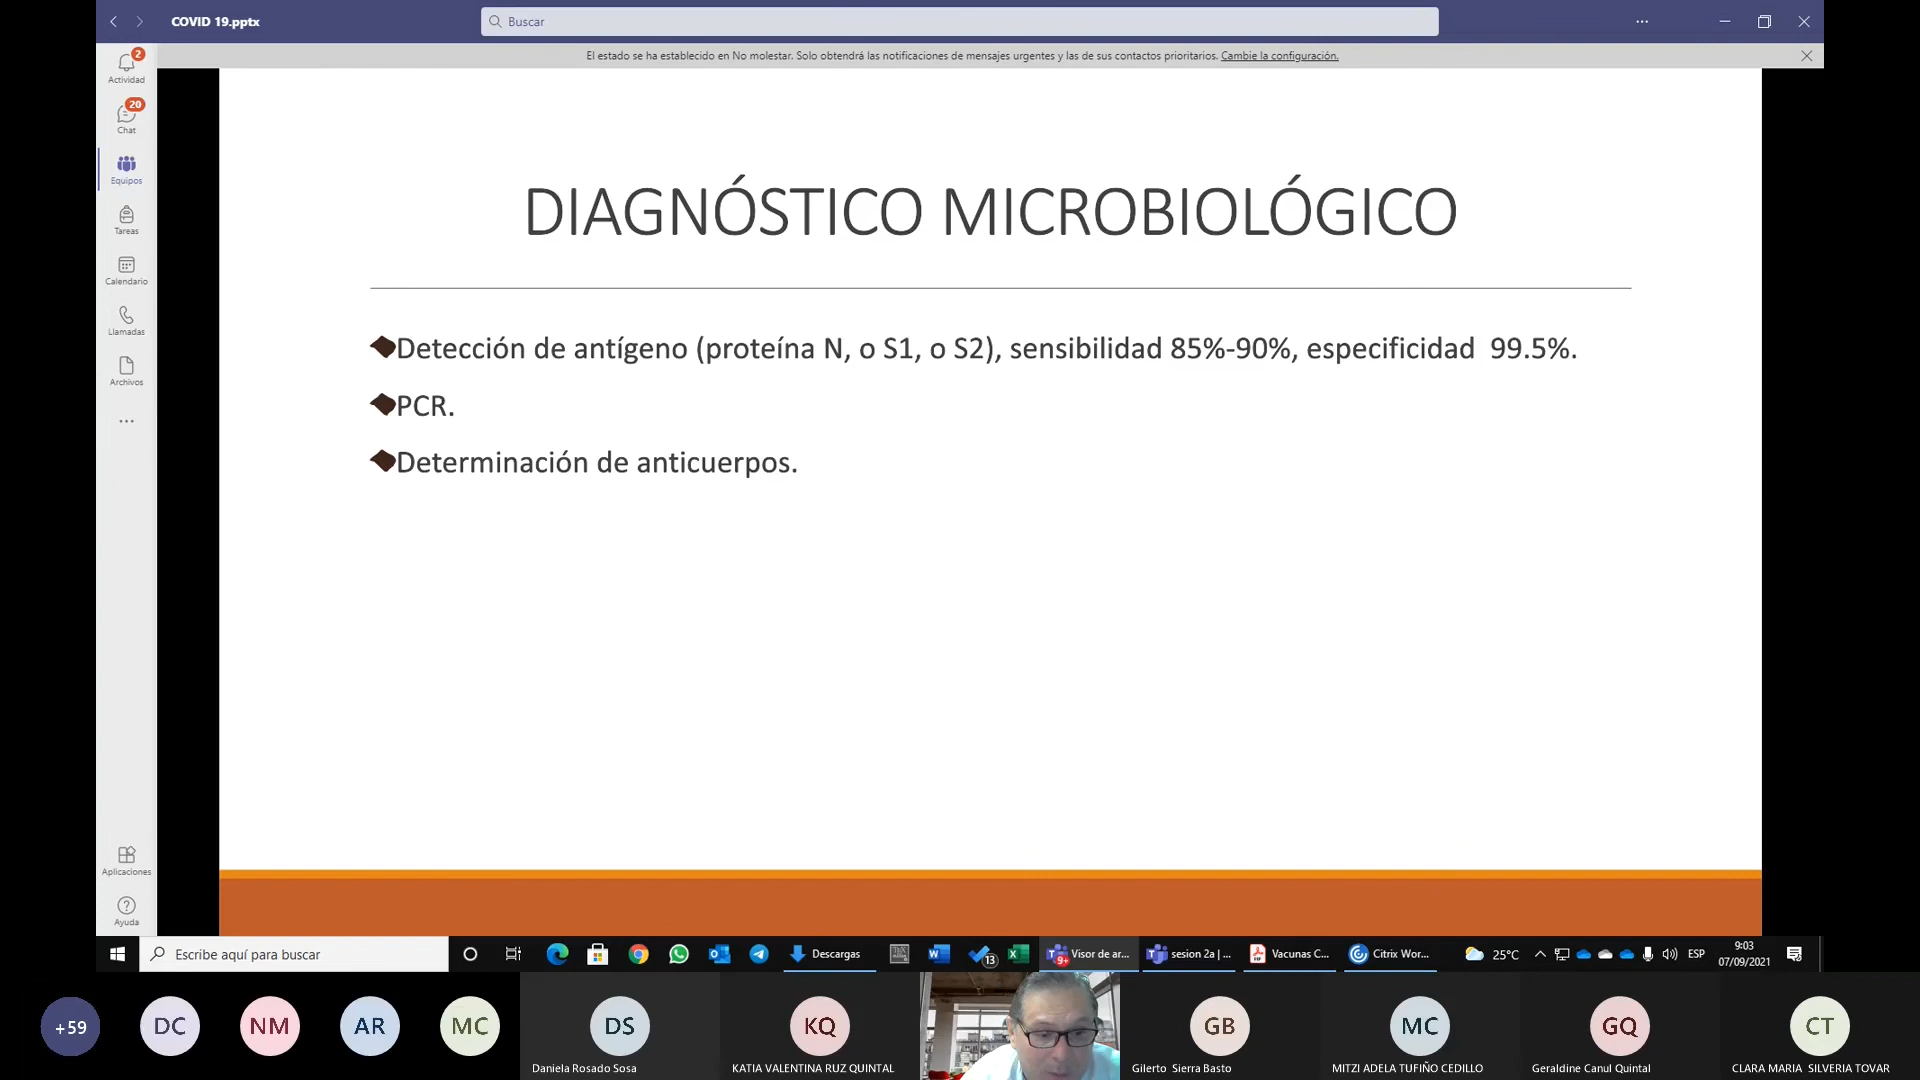 COVID 19.pptx
Buscar
El estado se ha establecido en No molestar. Solo obtendrá las notificaciones de mensajes urgentes y las de sus contactos prioritarios. Cambie la configuración.
2
Actividad
20
Chat
Equipos
Tareas
Calendario
Llamadas
Archivos
Aplicaciones
Ayuda
DIAGNÓSTICO MICROBIOLÓGICO
Detección de antígeno (proteína N, o S1, o S2), sensibilidad 85%-90%, especificidad 99.5%.
PCR.
Determinación de anticuerpos.
Escribe aquí para buscar
Descargas
13
9+
Visor de ar...
sesion 2a | ...
Vacunas C...
Citrix Wor...
25°C
ESP
9:03
07/09/2021
+59
DC
NM
AR
MC
DS
Daniela Rosado Sosa
KQ
KATIA VALENTINA RUZ QUINTAL
GB
Gilerto Sierra Basto
MC
MITZI ADELA TUFIÑO CEDILLO
GQ
Geraldine Canul Quintal
CT
CLARA MARIA SILVERIA TOVAR